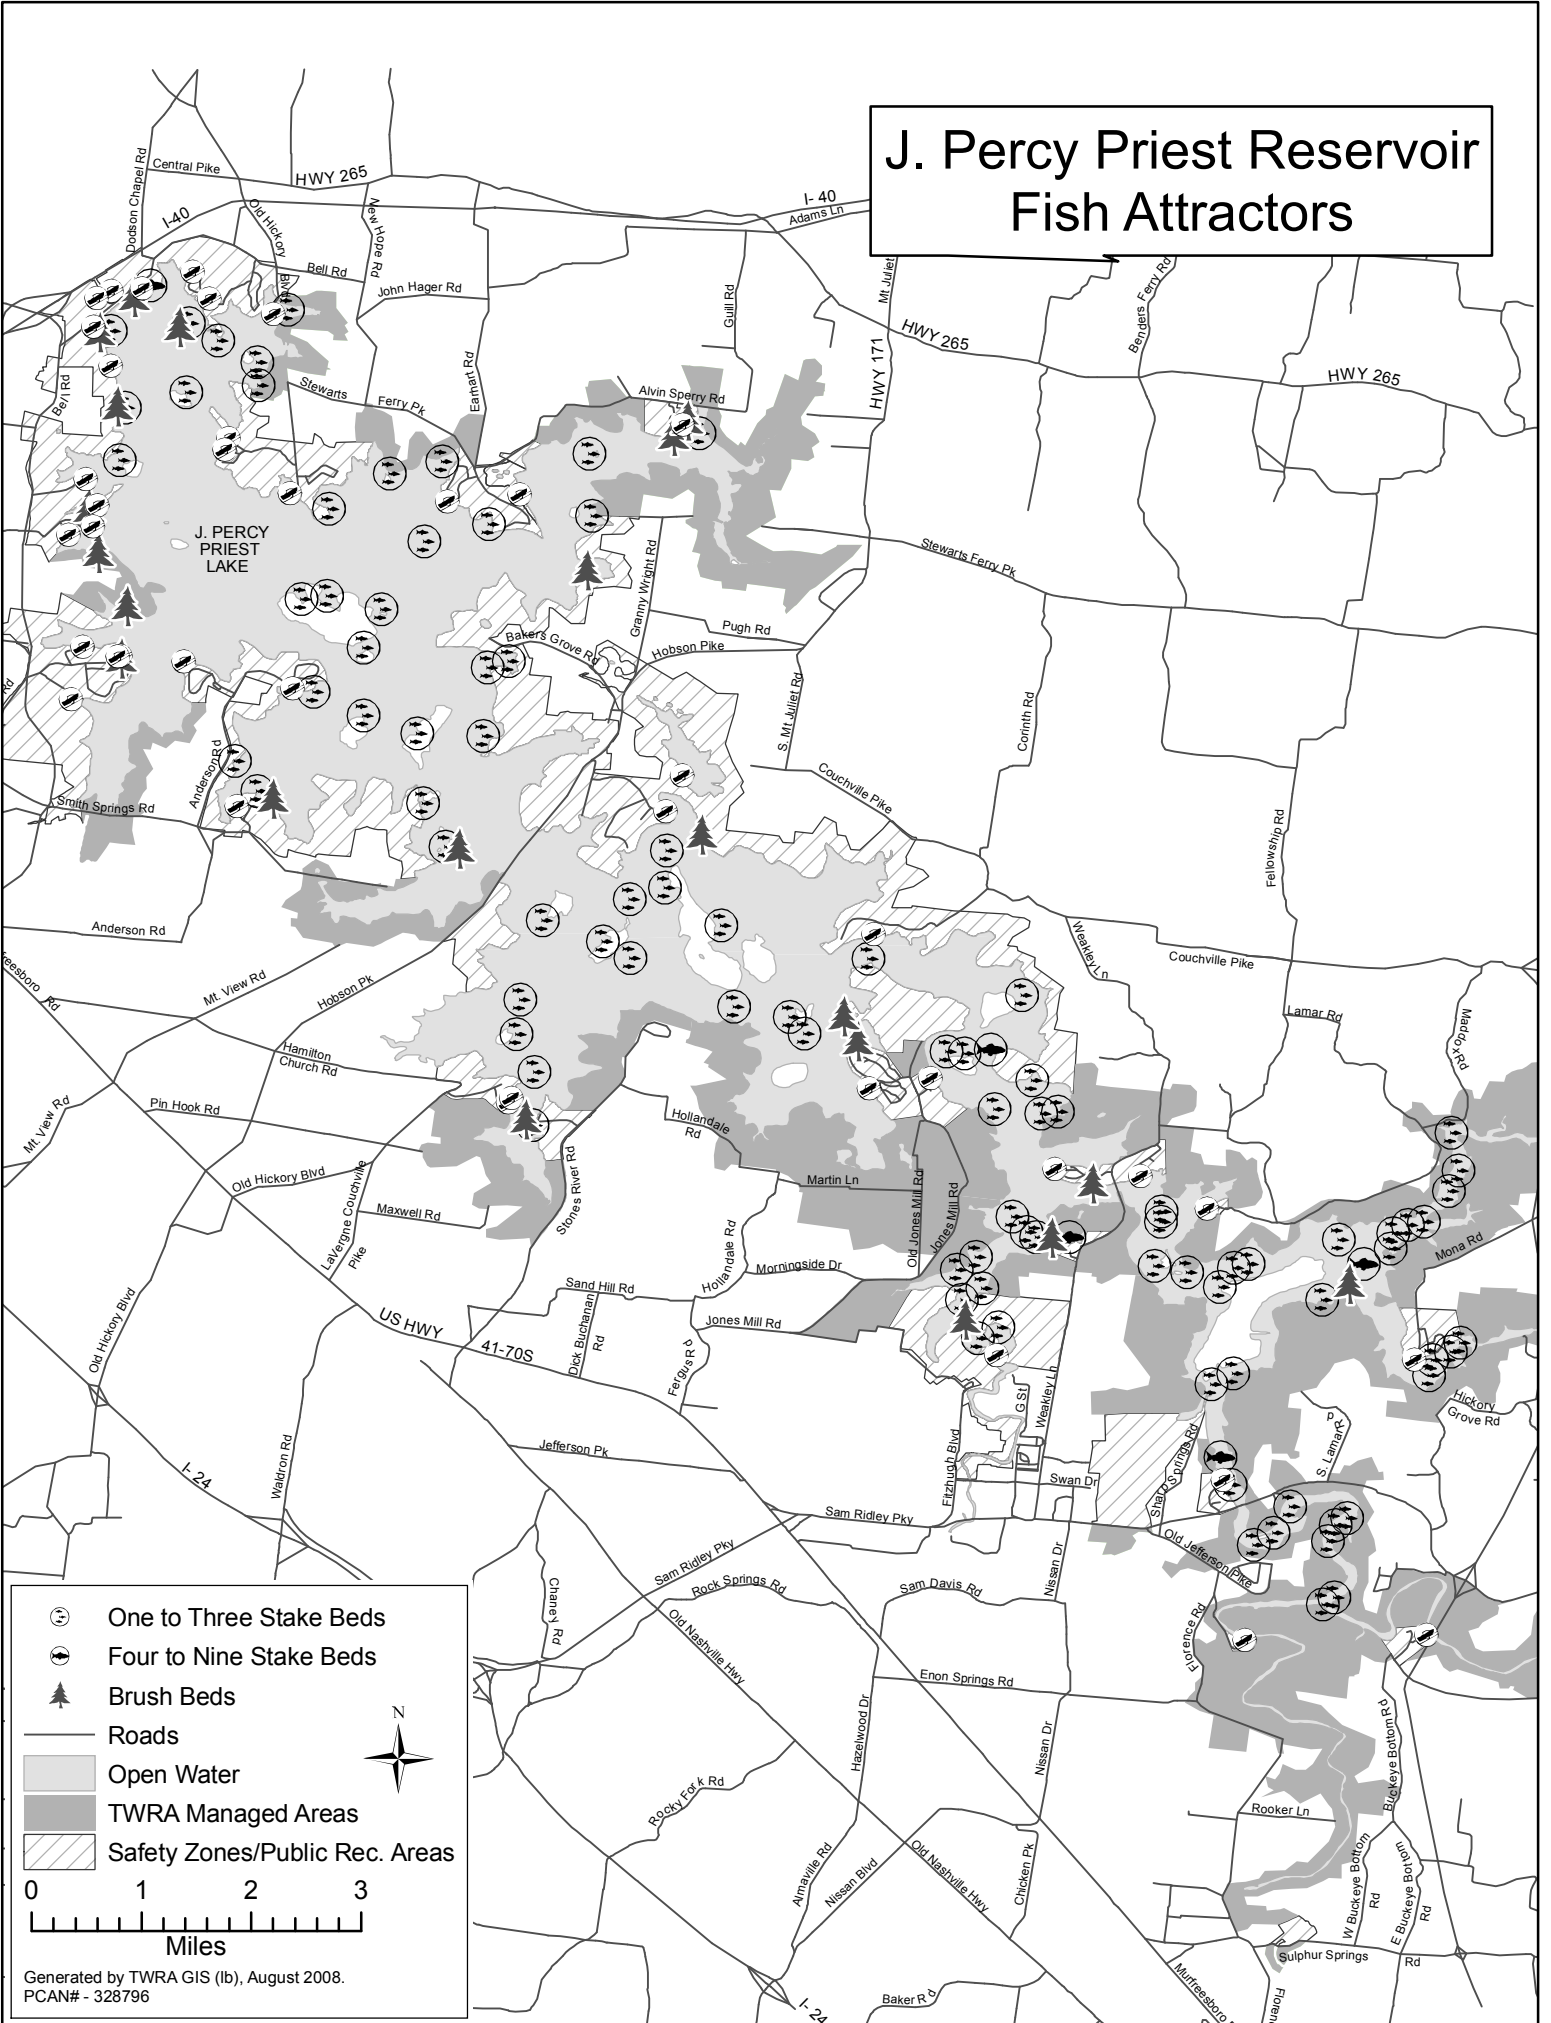 J. Percy Priest Reservoir
Fish Attractors
Central Pike
HWY 265
Dodson Chapel Rd
I-40
Old Hickory
Blvd
New Hope Rd
Bell Rd
John Hager Rd
I- 40
Adams Ln
Mt Juliet
Guill Rd
Benders Ferry Rd
HWY 265
HWY 171
HWY 265
Bell Rd
Stewarts
Ferry Pk
Earhart Rd
Alvin Sperry Rd
J. PERCY
PRIEST
LAKE
Stewarts Ferry Pk
Granny Wright Rd
Pugh Rd
Bakers Grove Rd
Hobson Pike
Rd
S. Mt Juliet Rd
Corinth Rd
Anderson Rd
Smith Springs Rd
Couchville Pike
Fellowship Rd
Anderson Rd
Weakley Ln
Couchville Pike
freesboro Rd
Mt. View Rd
Hobson Pk
Lamar Rd
Maddox Rd
Hamilton
Church Rd
Mt. View Rd
Pin Hook Rd
Hollandale
Rd
Old Hickory Blvd
LaVergne Couchville
Pike
Maxwell Rd
Stones River Rd
Martin Ln
Old Jones Mill Rd
Jones Mill Rd
Hollandale Rd
Morningside Dr
Mona Rd
Sand Hill Rd
Old Hickory Blvd
US HWY
41-70S
Dick Buchanan
Rd
Jones Mill Rd
Fergus Rd
G St
Weakley Ln
Hickory
Grove Rd
S. Lamar Rd
Waldron Rd
I- 24
Jefferson Pk
Fitzhugh Blvd
Swan Dr
Sharp Springs Rd
Sam Ridley Pky
Old Jefferson Pike
Sam Ridley Pky
Nissan Dr
Chaney Rd
Rock Springs Rd
Sam Davis Rd
Florence Rd
Old Nashville Hwy
Enon Springs Rd
Hazelwood Dr
Nissan Dr
Buckeye Bottom Rd
Rocky Fork Rd
Rooker Ln
Almaville Rd
Nissan Blvd
Old Nashville Hwy
Chicken Pk
W Buckeye Bottom
Rd
E Buckeye Bottom
Rd
Sulphur Springs
Rd
Murfreesboro
Floren
Baker Rd
I- 24
One to Three Stake Beds
Four to Nine Stake Beds
Brush Beds
Roads
Open Water
TWRA Managed Areas
Safety Zones/Public Rec. Areas
N
0 1 2 3
Miles
Generated by TWRA GIS (lb), August 2008.
PCAN# - 328796